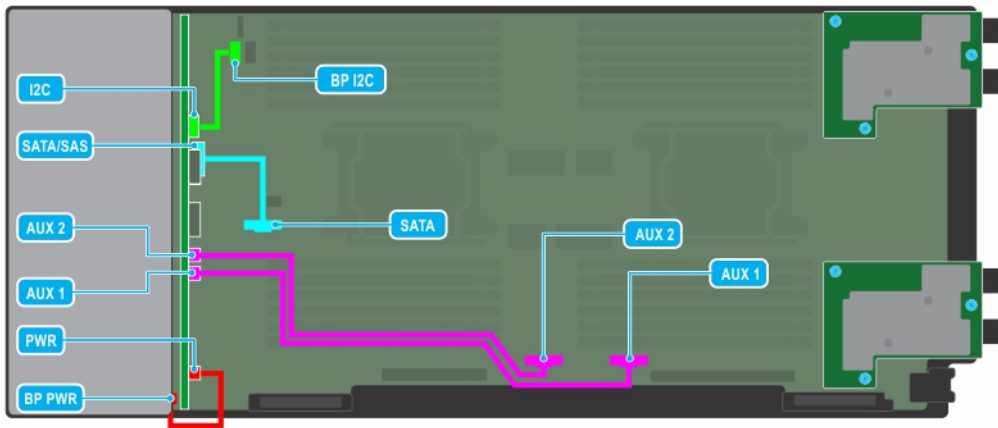 I2C
BP I2C
SATA/SAS
SATA
AUX 2
AUX 2
AUX 1
AUX 1
PWR
BP PWR